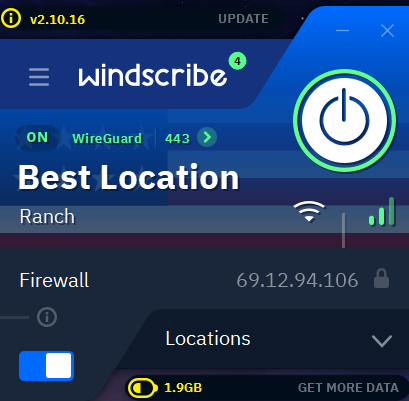 v2.10.16 UPDATE
windscribe 4
ON WireGuard 443
Best Location
Ranch
Firewall 69.12.94.106
Locations
1.9GB GET MORE DATA